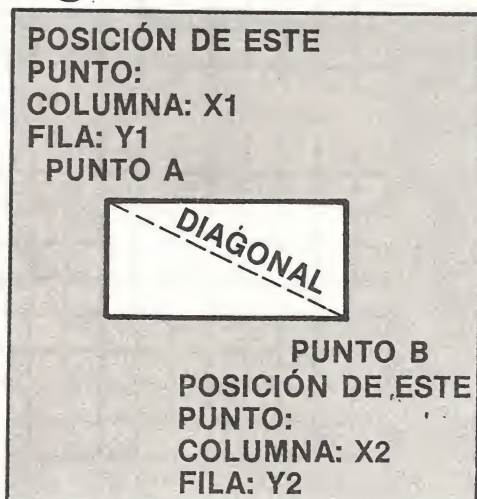 POSICIÓN DE ESTE
PUNTO:
COLUMNA: X1
FILA: Y1
PUNTO A
DIAGONAL
PUNTO B
POSICIÓN DE ESTE
PUNTO:
COLUMNA: X2
FILA: Y2